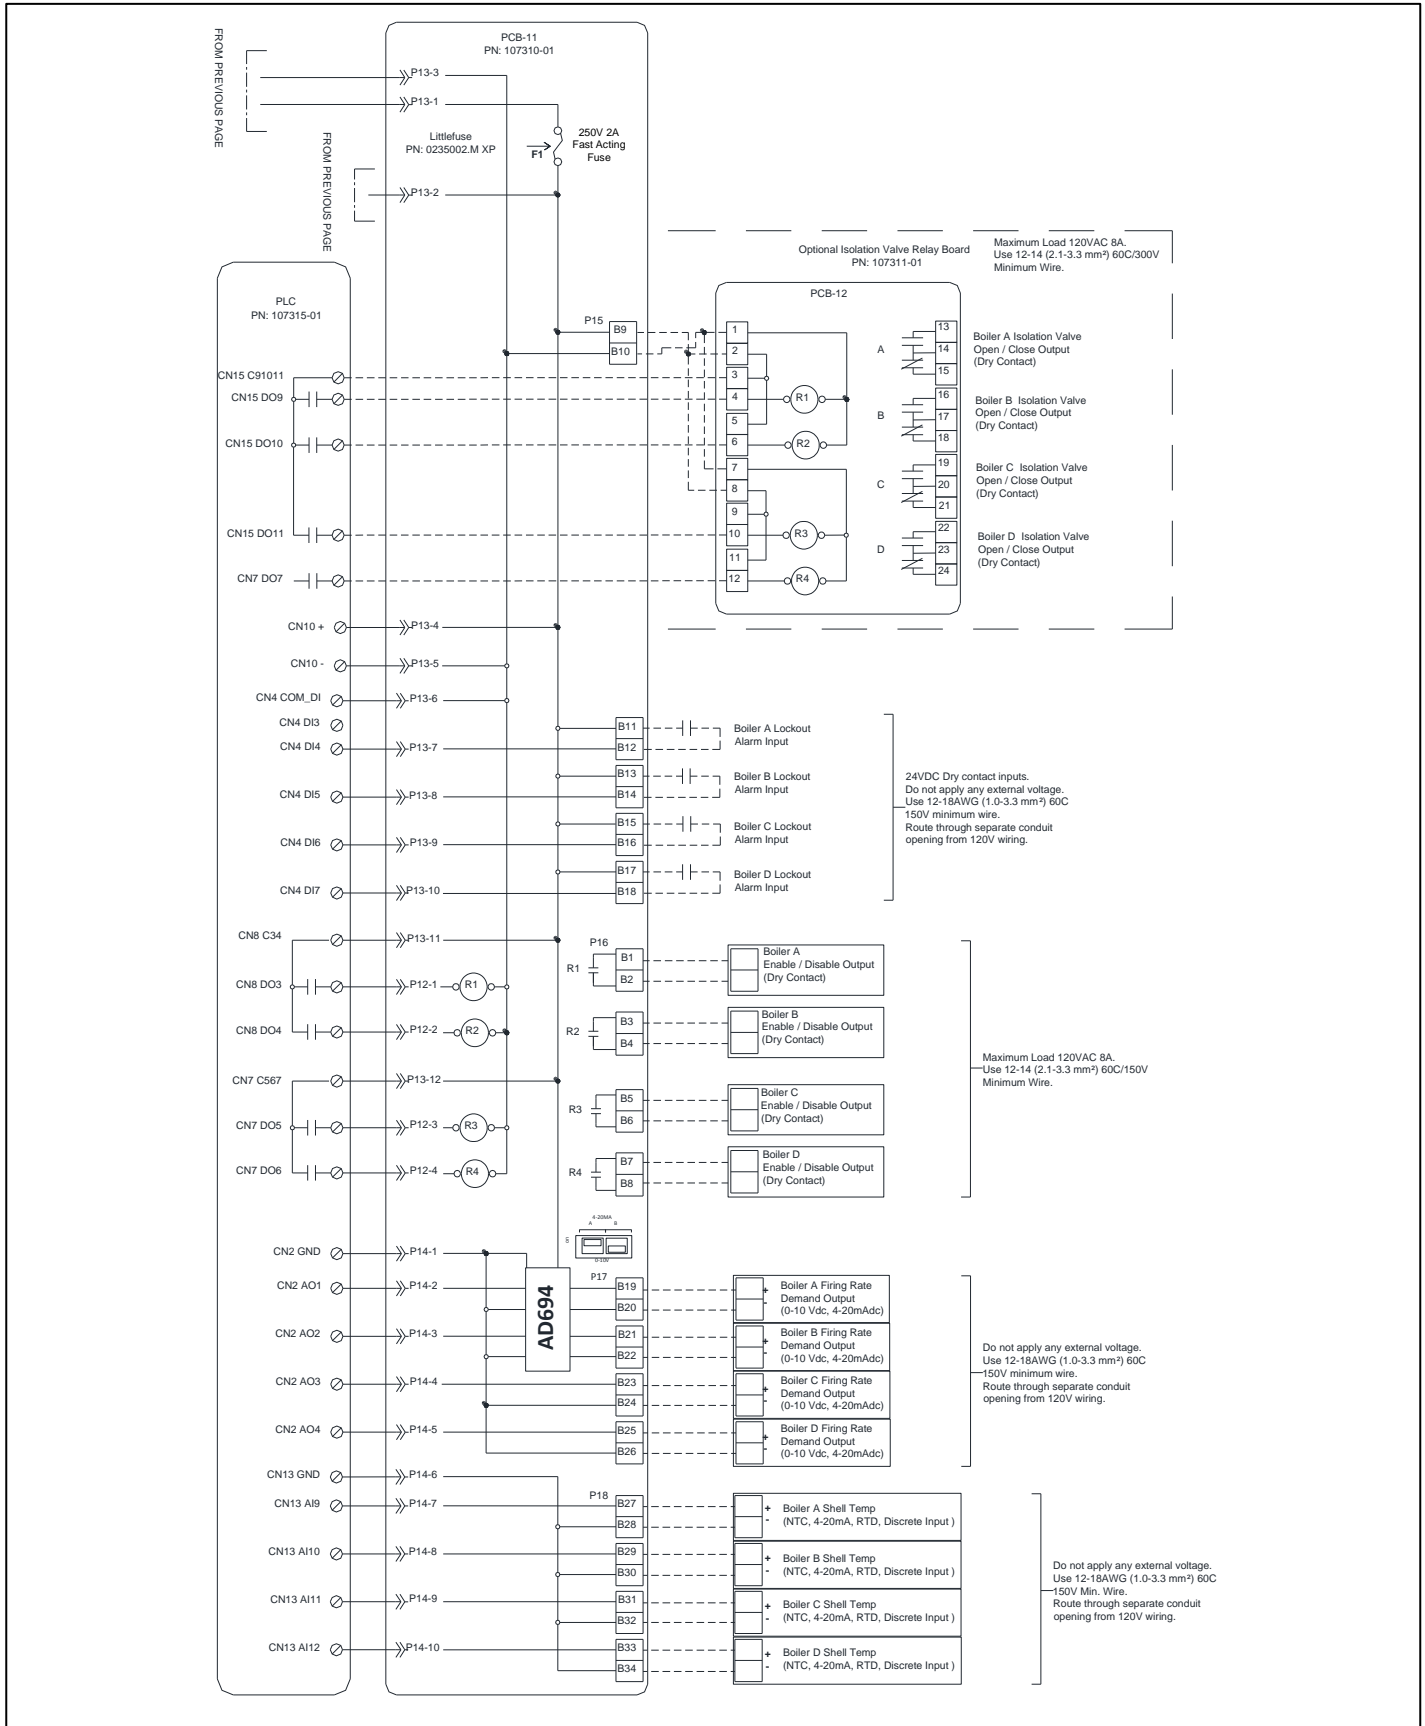 FROM PREVIOUS PAGE
PCB-11
PN: 107310-01
P13-3
P13-1
Littlefuse
PN: 0235002.M XP
F1
250V 2A
Fast Acting
Fuse
FROM PREVIOUS PAGE
P13-2
Optional Isolation Valve Relay Board
PN: 107311-01
Maximum Load 120VAC 8A.
Use 12-14 (2.1-3.3 mm²) 60C/300V
Minimum Wire.
PLC
PN: 107315-01
PCB-12
P15
B9
B10
1
2
3
4
5
6
7
8
9
10
11
12
R1
R2
R3
R4
A
13
14
15
Boiler A Isolation Valve
Open / Close Output
(Dry Contact)
B
16
17
18
Boiler B Isolation Valve
Open / Close Output
(Dry Contact)
C
19
20
21
Boiler C Isolation Valve
Open / Close Output
(Dry Contact)
D
22
23
24
Boiler D Isolation Valve
Open / Close Output
(Dry Contact)
CN15 C91011
CN15 DO9
CN15 DO10
CN15 DO11
CN7 DO7
CN10 +
P13-4
CN10 -
P13-5
CN4 COM_DI
P13-6
CN4 DI3
CN4 DI4
P13-7
B11
B12
Boiler A Lockout
Alarm Input
CN4 DI5
P13-8
B13
B14
Boiler B Lockout
Alarm Input
CN4 DI6
P13-9
B15
B16
Boiler C Lockout
Alarm Input
CN4 DI7
P13-10
B17
B18
Boiler D Lockout
Alarm Input
24VDC Dry contact inputs.
Do not apply any external voltage.
Use 12-18AWG (1.0-3.3 mm²) 60C
150V minimum wire.
Route through separate conduit
opening from 120V wiring.
CN8 C34
P13-11
CN8 DO3
P12-1
R1
CN8 DO4
P12-2
R2
CN7 C567
P13-12
CN7 DO5
P12-3
R3
CN7 DO6
P12-4
R4
P16
R1
B1
B2
Boiler A
Enable / Disable Output
(Dry Contact)
R2
B3
B4
Boiler B
Enable / Disable Output
(Dry Contact)
R3
B5
B6
Boiler C
Enable / Disable Output
(Dry Contact)
R4
B7
B8
Boiler D
Enable / Disable Output
(Dry Contact)
Maximum Load 120VAC 8A.
Use 12-14 (2.1-3.3 mm²) 60C/150V
Minimum Wire.
4-20MA
A B
0-10V
CN2 GND
P14-1
CN2 AO1
P14-2
CN2 AO2
P14-3
CN2 AO3
P14-4
CN2 AO4
P14-5
AD694
P17
B19
B20
+
-
Boiler A Firing Rate
Demand Output
(0-10 Vdc, 4-20mAdc)
B21
B22
+
-
Boiler B Firing Rate
Demand Output
(0-10 Vdc, 4-20mAdc)
B23
B24
+
-
Boiler C Firing Rate
Demand Output
(0-10 Vdc, 4-20mAdc)
B25
B26
+
-
Boiler D Firing Rate
Demand Output
(0-10 Vdc, 4-20mAdc)
Do not apply any external voltage.
Use 12-18AWG (1.0-3.3 mm²) 60C
150V minimum wire.
Route through separate conduit
opening from 120V wiring.
CN13 GND
P14-6
CN13 AI9
P14-7
CN13 AI10
P14-8
CN13 AI11
P14-9
CN13 AI12
P14-10
P18
B27
B28
+
-
Boiler A Shell Temp
(NTC, 4-20mA, RTD, Discrete Input )
B29
B30
+
-
Boiler B Shell Temp
(NTC, 4-20mA, RTD, Discrete Input )
B31
B32
+
-
Boiler C Shell Temp
(NTC, 4-20mA, RTD, Discrete Input )
B33
B34
+
-
Boiler D Shell Temp
(NTC, 4-20mA, RTD, Discrete Input )
Do not apply any external voltage.
Use 12-18AWG (1.0-3.3 mm²) 60C
150V Min. Wire.
Route through separate conduit
opening from 120V wiring.